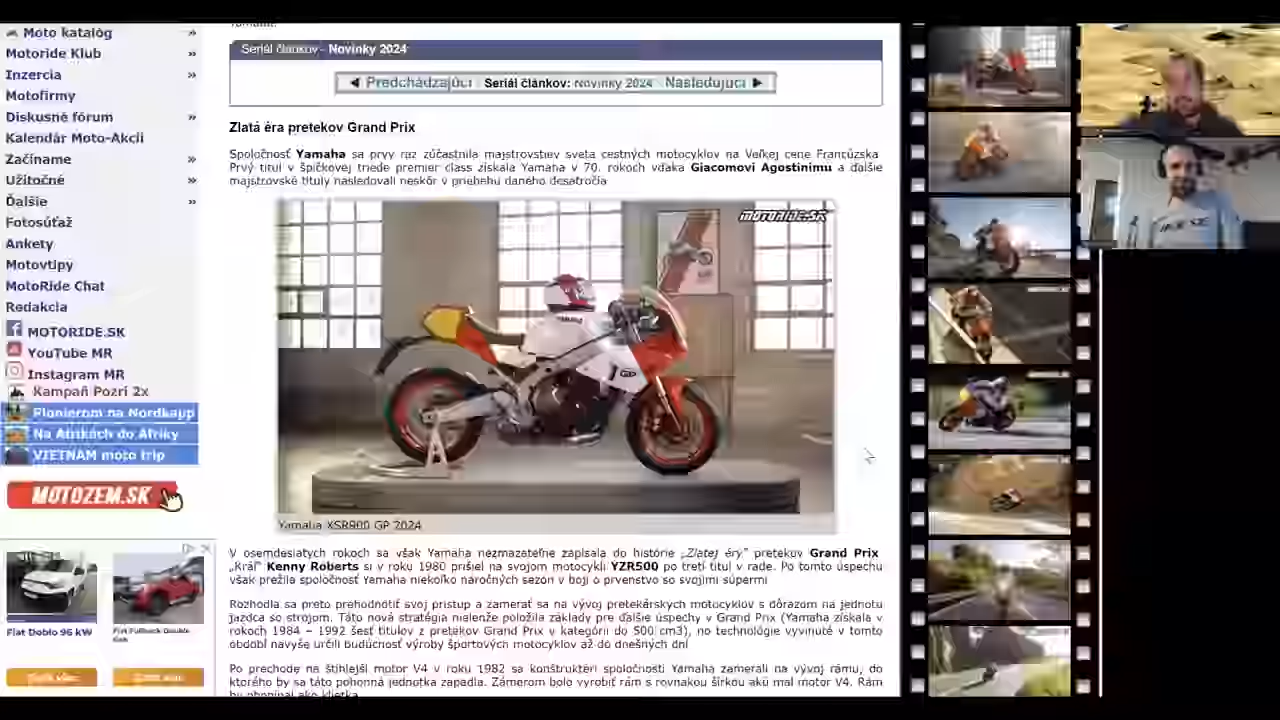 Moto katalóg »
Motoride Klub »
Inzercia »
Motofirmy
Diskusné fórum »
Kalendár Moto-Akcií
Začíname »
Užitočné »
Ďalšie »
Fotosúťaž
Ankety
Motovtipy
MotoRide Chat
Redakcia
MOTORIDE.SK
YouTube MR
Instagram MR
Kampaň Pozri 2x
Pionierom na Nordkapp
Na Afrikách do Afriky
VIETNAM moto trip
MOTOZEM.SK
Fiat Doblo 96 kW
Fiat Fullback Double
Seriál článkov - Novinky 2024
◄ Predchádzajúci Seriál článkov: Novinky 2024 Nasledujúci ►
Zlatá éra pretekov Grand Prix
Spoločnosť Yamaha sa prvý raz zúčastnila majstrovstiev sveta cestných motocyklov na Veľkej cene Francúzska
Prvý titul v špičkovej triede premier class získala Yamaha v 70. rokoch vďaka Giacomovi Agostinimu a ďalšie
majstrovské tituly nasledovali neskôr v priebehu daného desaťročia
MOTORIDE.SK
Yamaha XSR900 GP 2024
V osemdesiatych rokoch sa však Yamaha nezmazateľne zapísala do histórie „Zlatej éry" pretekov Grand Prix
„Kráľ" Kenny Roberts si v roku 1980 prišiel na svojom motocykli YZR500 po tretí titul v rade. Po tomto úspechu
však prežila spoločnosť Yamaha niekoľko náročných sezón v boji o prvenstvo so svojimi súpermi
Rozhodla sa preto prehodnotiť svoj prístup a zamerať sa na vývoj pretekárskych motocyklov s dôrazom na jednotu
jazdca so strojom. Táto nová stratégia nielenže položila základy pre ďalšie úspechy v Grand Prix (Yamaha získala v
rokoch 1984 – 1992 šesť titulov z pretekov Grand Prix v kategórii do 500 cm3), no technológie vyvinuté v tomto
období navyše určili budúcnosť výroby športových motocyklov až do dnešných dní
Po prechode na štíhlejší motor V4 v roku 1982 sa konštruktéri spoločnosti Yamaha zamerali na vývoj rámu, do
ktorého by sa táto pohonná jednotka zapadla. Zámerom bolo vyrobiť rám s rovnakou šírkou akú mal motor V4. Rám
by obopínal ako klietka